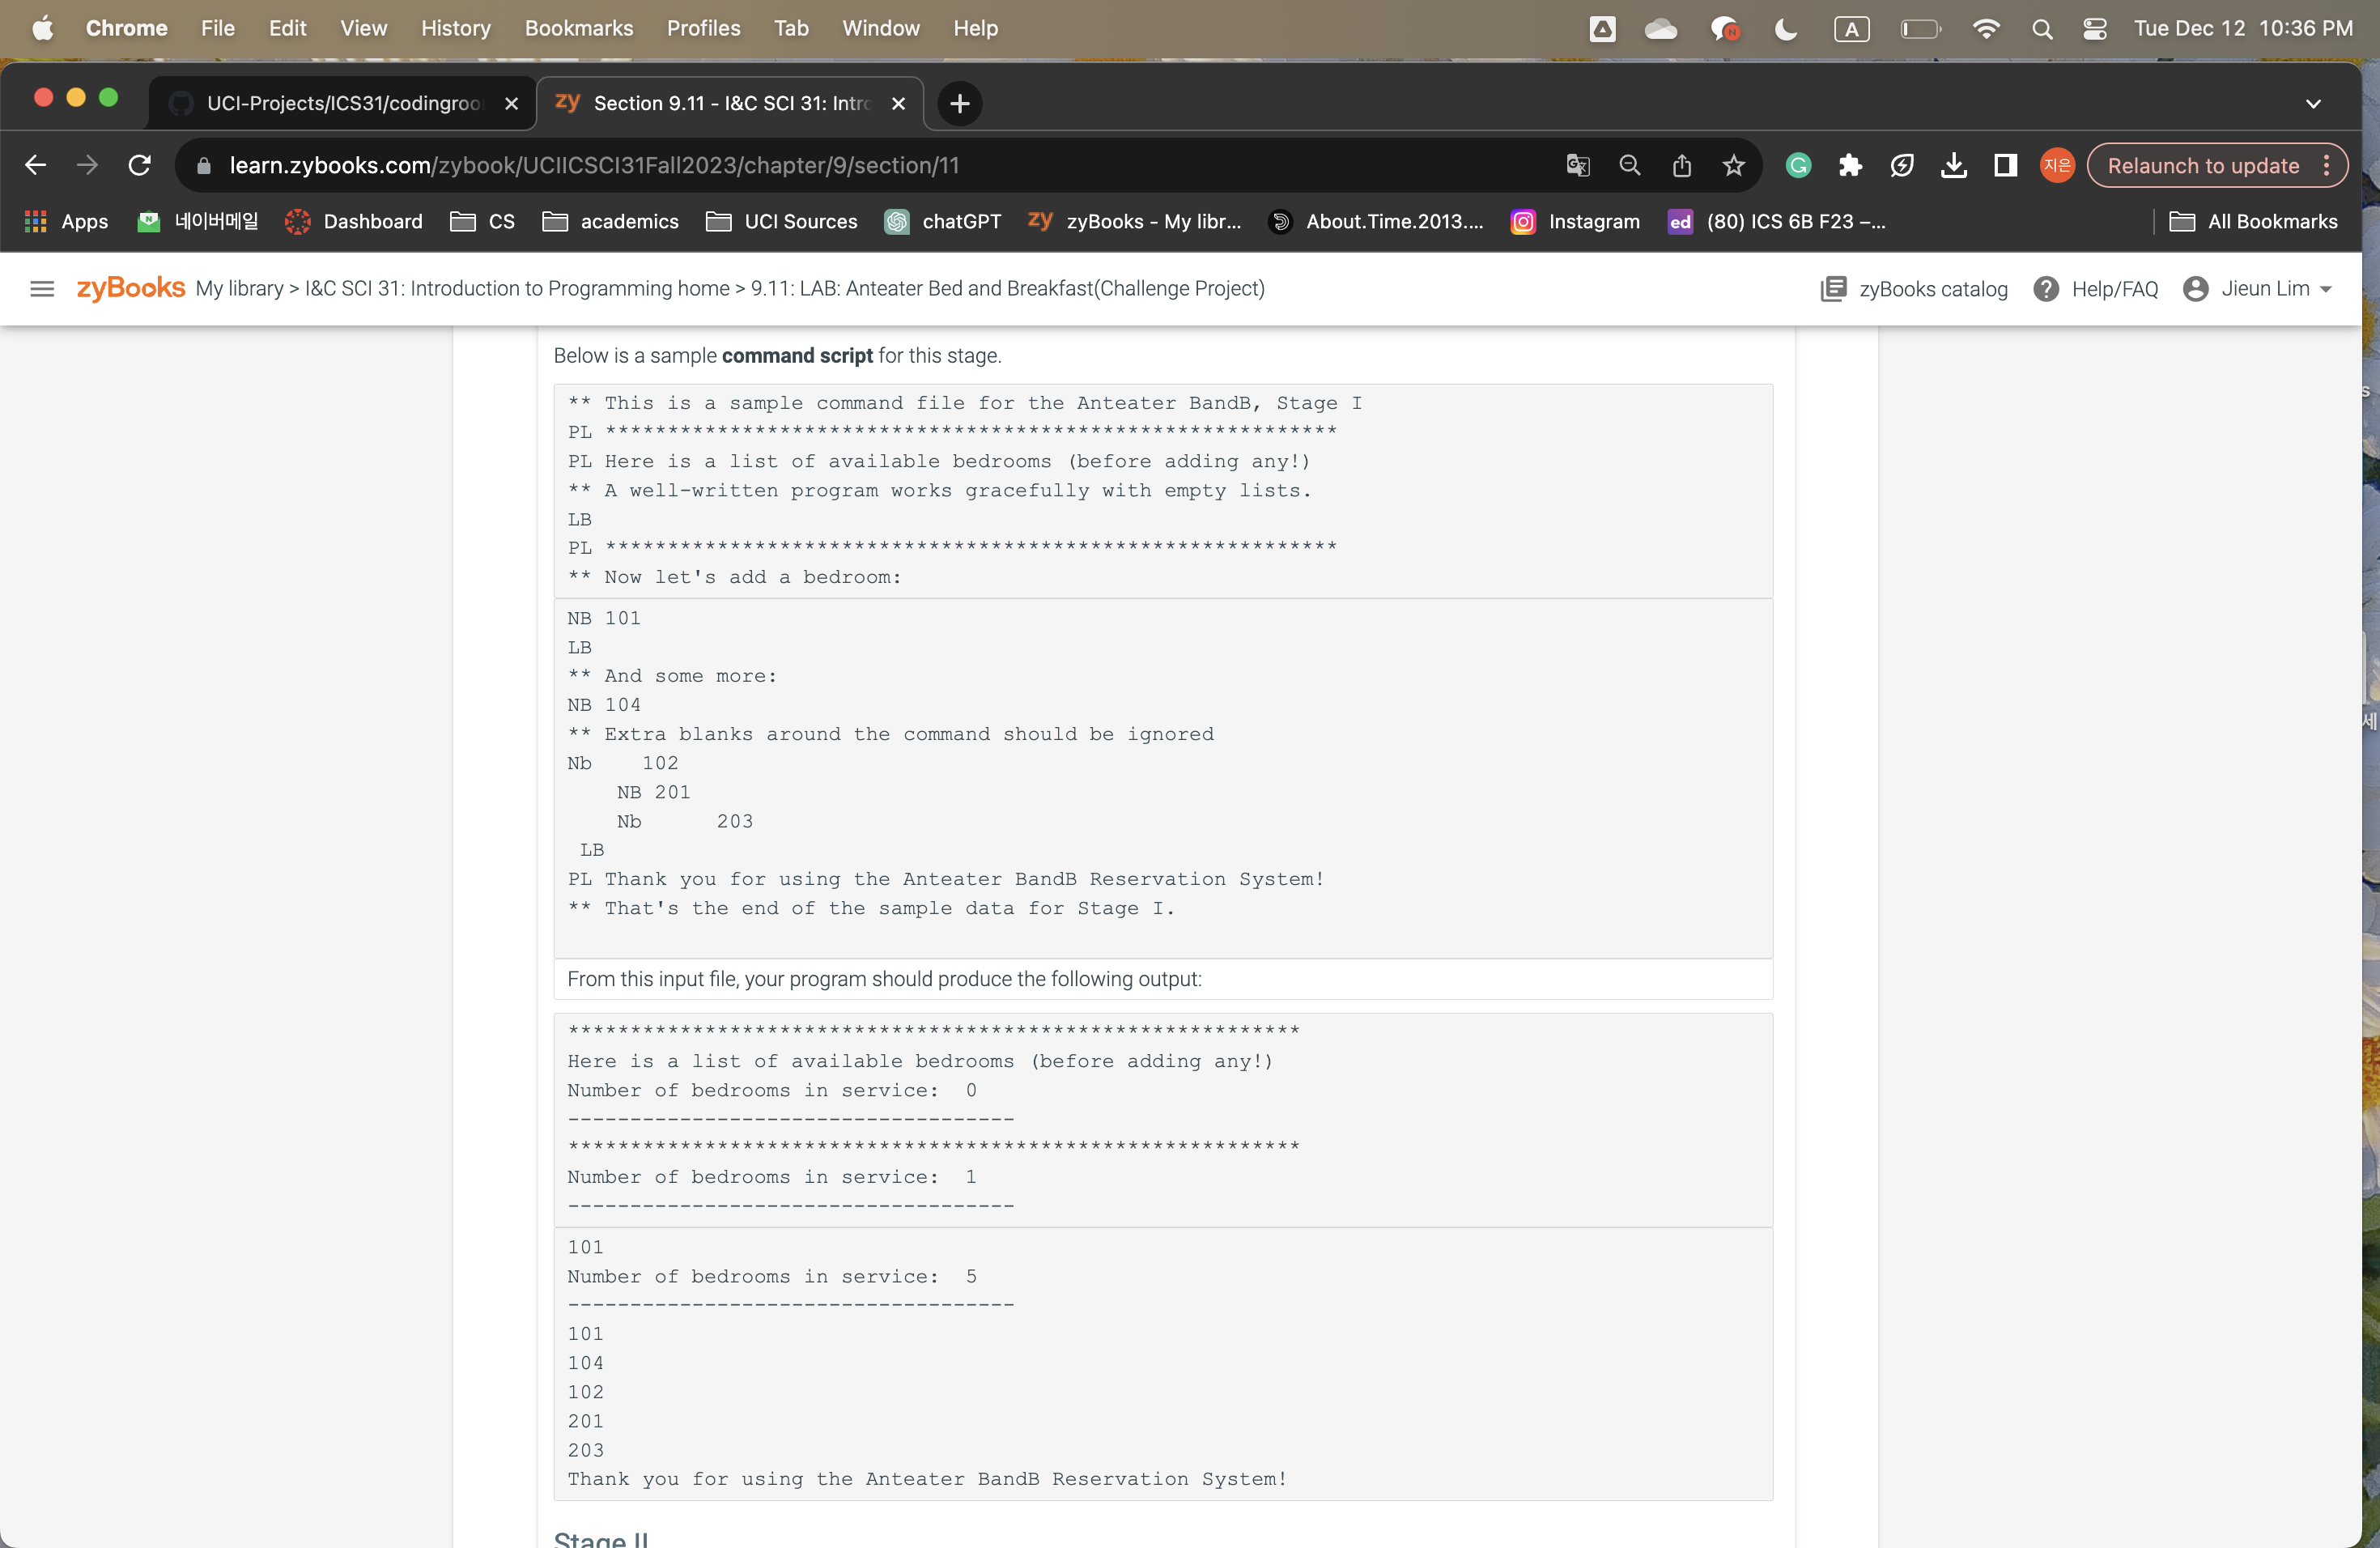 Chrome File Edit View History Bookmarks Profiles Tab Window Help A Tue Dec 12 10:36 PM
UCI-Projects/ICS31/codingroo Section 9.11 - I&C SCI 31: Intro
learn.zybooks.com/zybook/UCIICSCI31Fall2023/chapter/9/section/11 지은 Relaunch to update
Apps 네이버메일 Dashboard CS academics UCI Sources chatGPT zyBooks - My libr... About.Time.2013.... Instagram ed (80) ICS 6B F23 –... All Bookmarks
zyBooks My library > I&C SCI 31: Introduction to Programming home > 9.11: LAB: Anteater Bed and Breakfast(Challenge Project) zyBooks catalog Help/FAQ Jieun Lim
Below is a sample command script for this stage.
** This is a sample command file for the Anteater BandB, Stage I
PL ***********************************************************
PL Here is a list of available bedrooms (before adding any!)
** A well-written program works gracefully with empty lists.
LB
PL ***********************************************************
** Now let's add a bedroom:
NB 101
LB
** And some more:
NB 104
** Extra blanks around the command should be ignored
Nb    102
    NB 201
    Nb      203
 LB
PL Thank you for using the Anteater BandB Reservation System!
** That's the end of the sample data for Stage I.
From this input file, your program should produce the following output:
***********************************************************
Here is a list of available bedrooms (before adding any!)
Number of bedrooms in service:  0
------------------------------------
***********************************************************
Number of bedrooms in service:  1
------------------------------------
101
Number of bedrooms in service:  5
------------------------------------
101
104
102
201
203
Thank you for using the Anteater BandB Reservation System!
Stage II